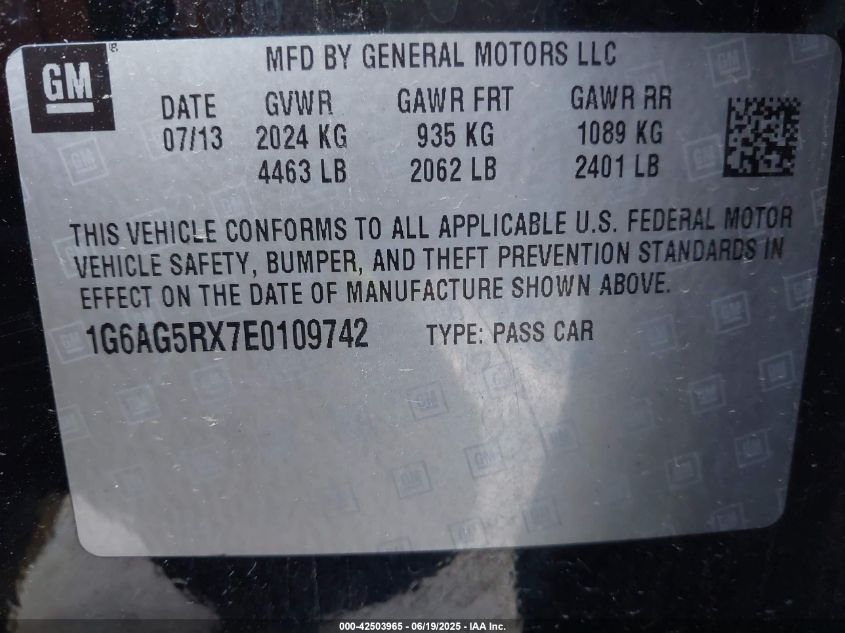 GM
MFD BY GENERAL MOTORS LLC
DATE GVWR GAWR FRT GAWR RR
07/13 2024 KG 935 KG 1089 KG
4463 LB 2062 LB 2401 LB
THIS VEHICLE CONFORMS TO ALL APPLICABLE U.S. FEDERAL MOTOR
VEHICLE SAFETY, BUMPER, AND THEFT PREVENTION STANDARDS IN
EFFECT ON THE DATE OF MANUFACTURE SHOWN ABOVE.
1G6AG5RX7E0109742 TYPE: PASS CAR
000-42503965 - 06/19/2025 - IAA Inc.